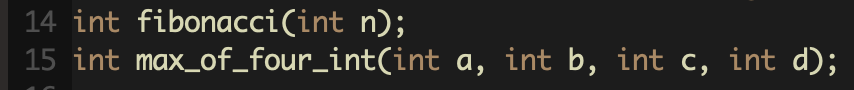 14 int fibonacci(int n);
15 int max_of_four_int(int a, int b, int c, int d);